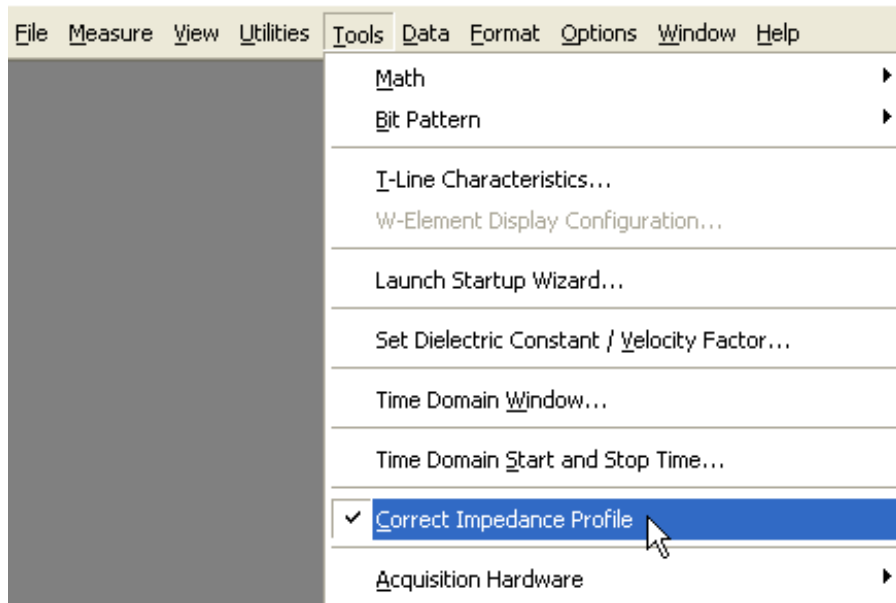 File Measure View Utilities Tools Data Format Options Window Help
Math
Bit Pattern
T-Line Characteristics...
W-Element Display Configuration...
Launch Startup Wizard...
Set Dielectric Constant / Velocity Factor...
Time Domain Window...
Time Domain Start and Stop Time...
Correct Impedance Profile
Acquisition Hardware